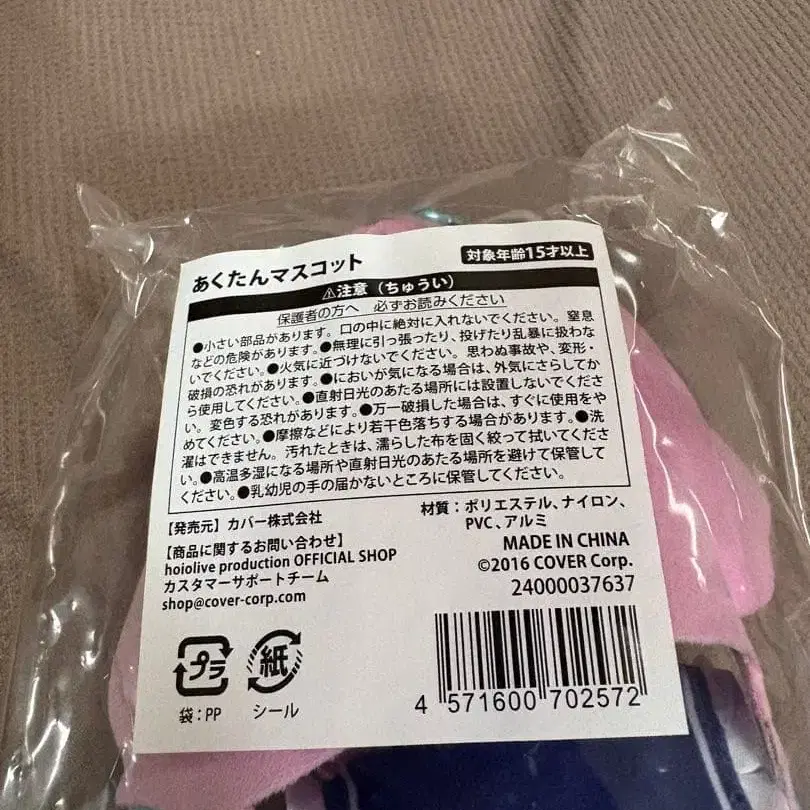 あくたんマスコット
対象年齢15才以上
⚠注意（ちゅうい）
保護者の方へ　必ずお読みください
●小さい部品があります。口の中に絶対に入れないでください。窒息
などの危険があります。●無理に引っ張ったり、投げたり乱暴に扱わな
いでください。●火気に近づけないでください。思わぬ事故や、変形・
破損の恐れがあります。●においが気になる場合は、外気にさらしてか
ら使用してください。●直射日光のあたる場所には設置しないでくださ
い。変色する恐れがあります。●万一破損した場合は、すぐに使用をや
めてください。●摩擦などにより若干色落ちする場合があります。●洗
濯はできません。汚れたときは、濡らした布を固く絞って拭いてくださ
い。●高温多湿になる場所や直射日光のあたる場所を避けて保管して
ください。●乳幼児の手の届かないところに保管してください。
【発売元】カバー株式会社
【商品に関するお問い合わせ】
hoiolive production OFFICIAL SHOP
カスタマーサポートチーム
shop@cover-corp.com
材質：ポリエステル、ナイロン、
PVC、アルミ
MADE IN CHINA
©2016 COVER Corp.
24000037637
プラ
袋：PP
紙
シール
4 571600 702572